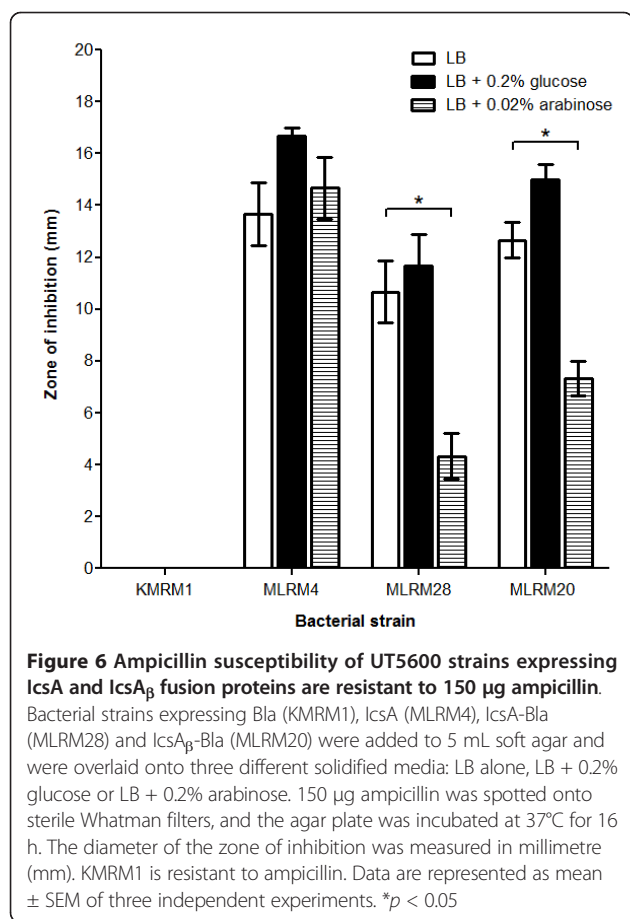 20
18
16
14
12
10
8
6
4
2
0
Zone of inhibition (mm)
LB
LB + 0.2% glucose
LB + 0.02% arabinose
*
*
KMRM1 MLRM4 MLRM28 MLRM20
Bacterial strain
Figure 6 Ampicillin susceptibility of UT5600 strains expressing
IcsA and IcsAβ fusion proteins are resistant to 150 μg ampicillin.
Bacterial strains expressing Bla (KMRM1), IcsA (MLRM4), IcsA-Bla
(MLRM28) and IcsAβ-Bla (MLRM20) were added to 5 mL soft agar and
were overlaid onto three different solidified media: LB alone, LB + 0.2%
glucose or LB + 0.2% arabinose. 150 μg ampicillin was spotted onto
sterile Whatman filters, and the agar plate was incubated at 37°C for 16
h. The diameter of the zone of inhibition was measured in millimetre
(mm). KMRM1 is resistant to ampicillin. Data are represented as mean
± SEM of three independent experiments. *p < 0.05